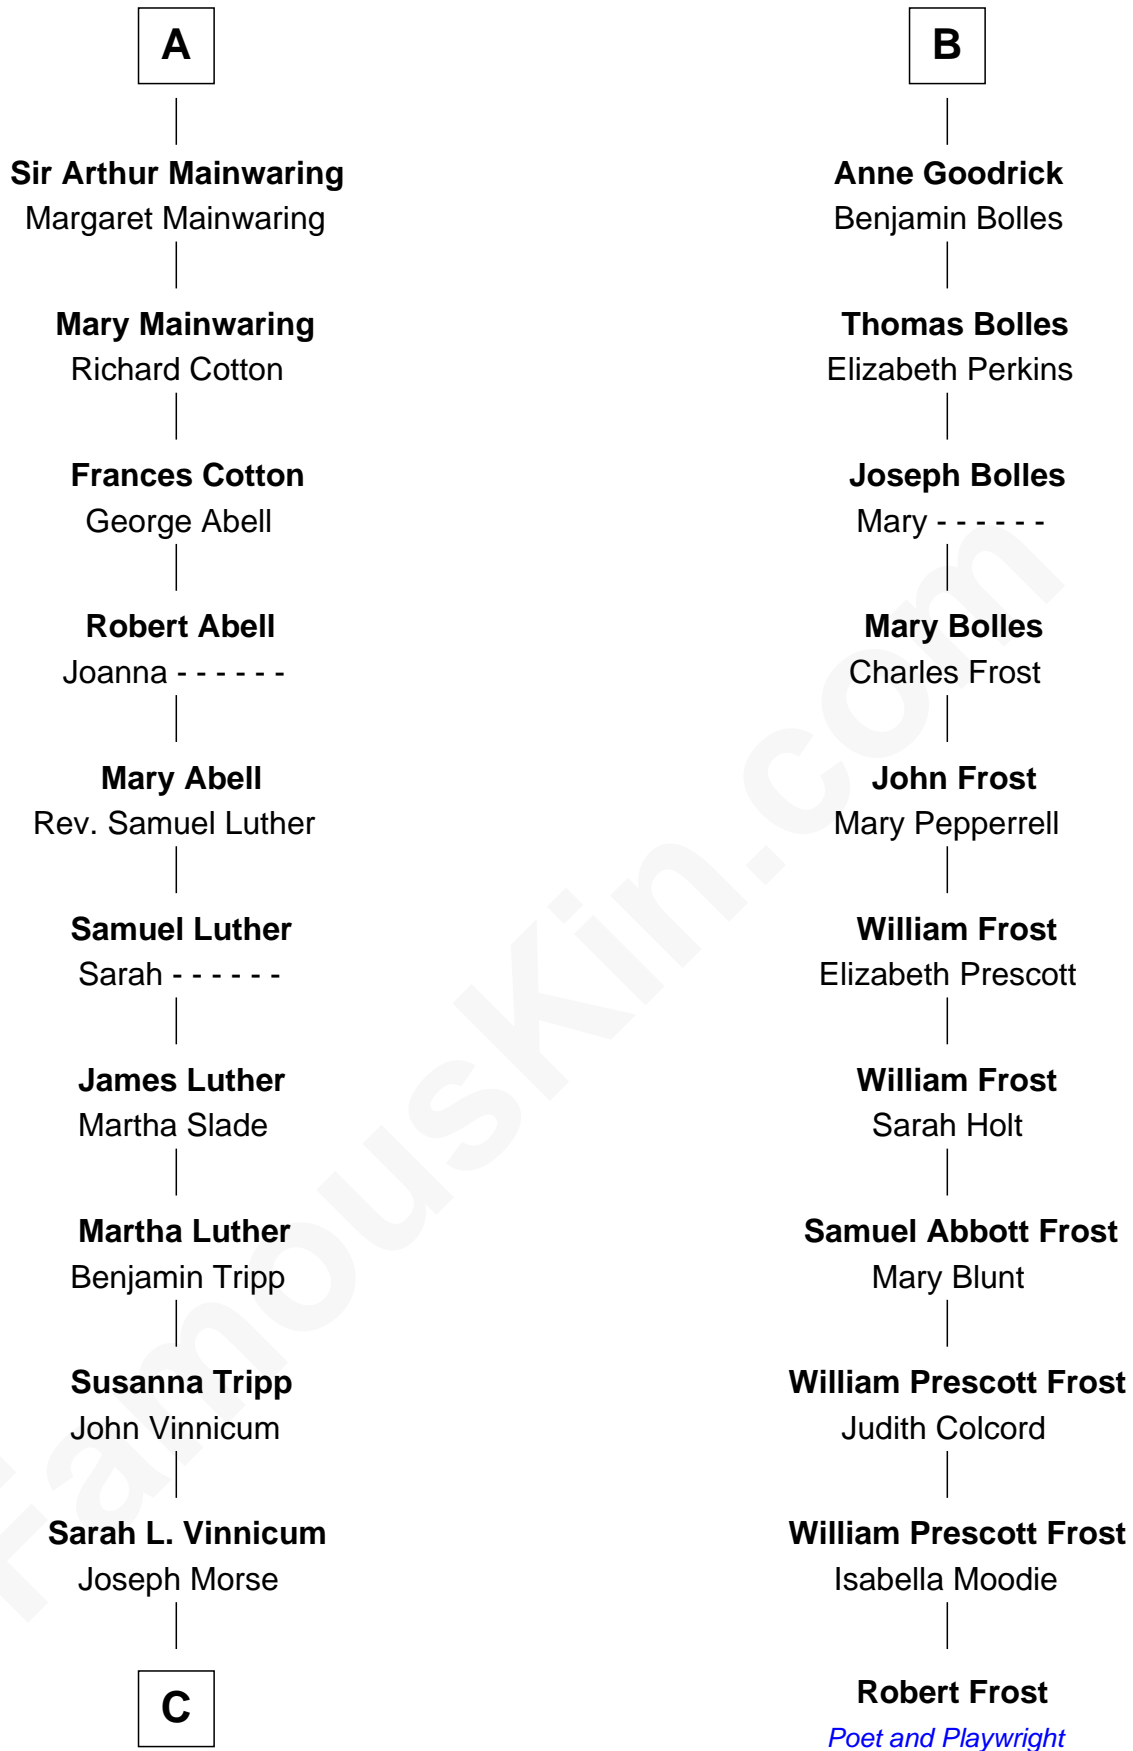 A
Sir Arthur Mainwaring
Margaret Mainwaring
Mary Mainwaring
Richard Cotton
Frances Cotton
George Abell
Robert Abell
Joanna - - - - - -
Mary Abell
Rev. Samuel Luther
Samuel Luther
Sarah - - - - - -
James Luther
Martha Slade
Martha Luther
Benjamin Tripp
Susanna Tripp
John Vinnicum
Sarah L. Vinnicum
Joseph Morse
C
B
Anne Goodrick
Benjamin Bolles
Thomas Bolles
Elizabeth Perkins
Joseph Bolles
Mary - - - - - -
Mary Bolles
Charles Frost
John Frost
Mary Pepperrell
William Frost
Elizabeth Prescott
William Frost
Sarah Holt
Samuel Abbott Frost
Mary Blunt
William Prescott Frost
Judith Colcord
William Prescott Frost
Isabella Moodie
Robert Frost
Poet and Playwright
FamousKin.com